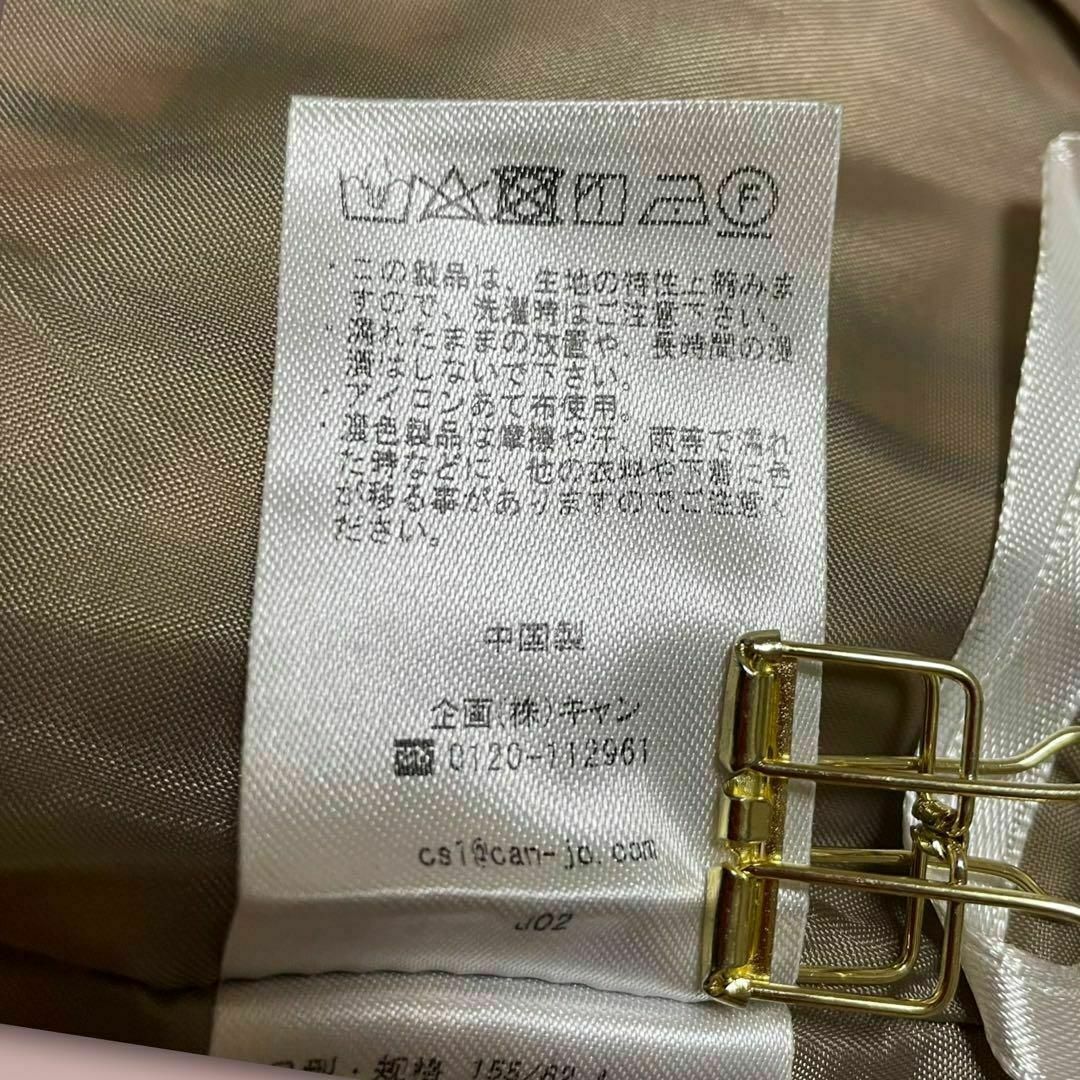 F
・この製品は、生地の特性上縮みま
すので、洗濯時はご注意下さい。
・濡れたままの放置や、長時間の浸
漬はしないで下さい。
・アイロンあて布使用。
・濃色製品は摩擦や汗、雨等で濡れ
た時などに、他の衣料や下着に色
が移る事がありますのでご注意く
ださい。
中国製
企画(株)キャン
0120-112961
cs1@can-jp.com
号型・规格 155/82